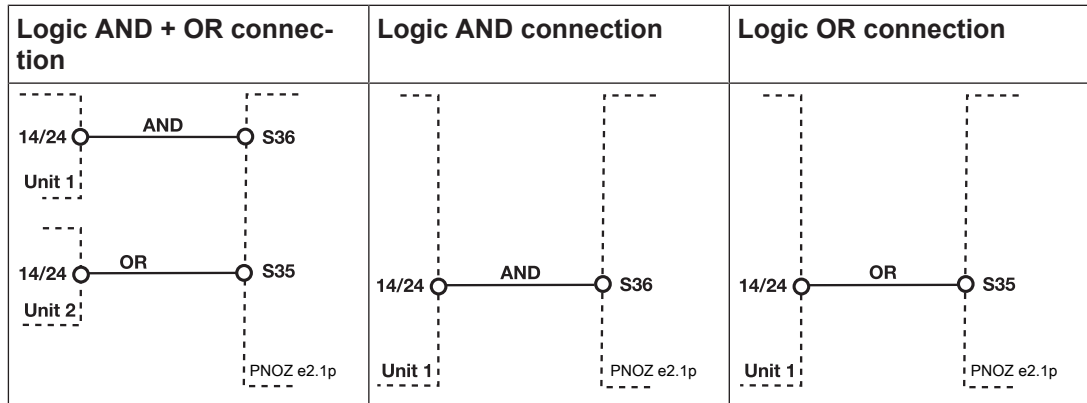 Logic AND + OR connec-
tion
Logic AND connection
Logic OR connection
14/24 AND S36
Unit 1
14/24 OR S35
Unit 2
PNOZ e2.1p
14/24 AND S36
Unit 1 PNOZ e2.1p
14/24 OR S35
Unit 1 PNOZ e2.1p